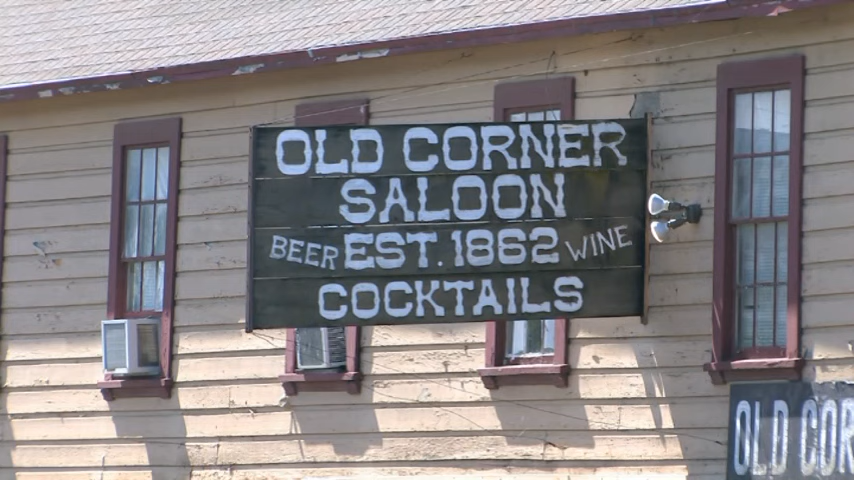 OLD CORNER
SALOON
BEER EST. 1862 WINE
COCKTAILS
OLD COR